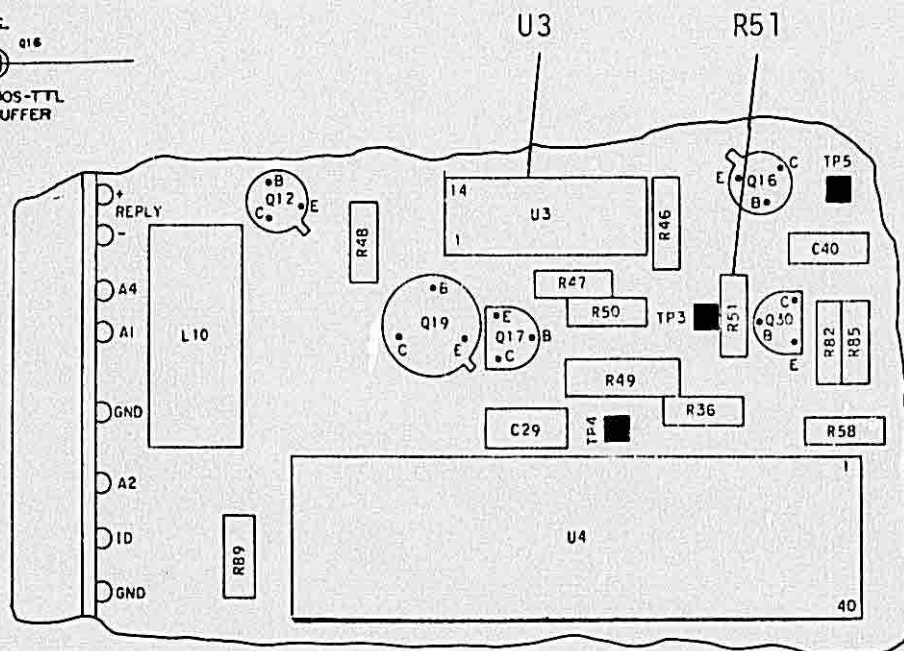 U3 R51
Q16
OS-TTL
UFFER
+
REPLY
-
A4
A1
GND
A2
ID
GND
L10
B
Q12
C E
R48
14
U3
1
R46
E C
Q16
B
TP5
C40
R47
R50
TP3
R51
C
Q30
B
E
R82
R85
B
Q19
C E
E
Q17 B
C
R49
R36
C29
TP4
R58
1
U4
40
R89